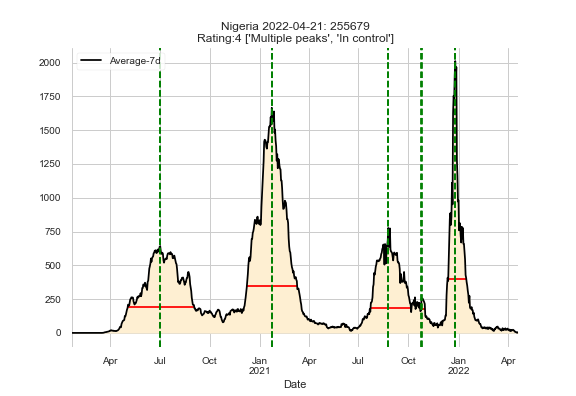 Nigeria 2022-04-21: 255679
Rating:4 ['Multiple peaks', 'In control']
Average-7d
2000
1750
1500
1250
1000
750
500
250
0
Apr Jul Oct Jan Apr Jul Oct Jan Apr
2021 2022
Date